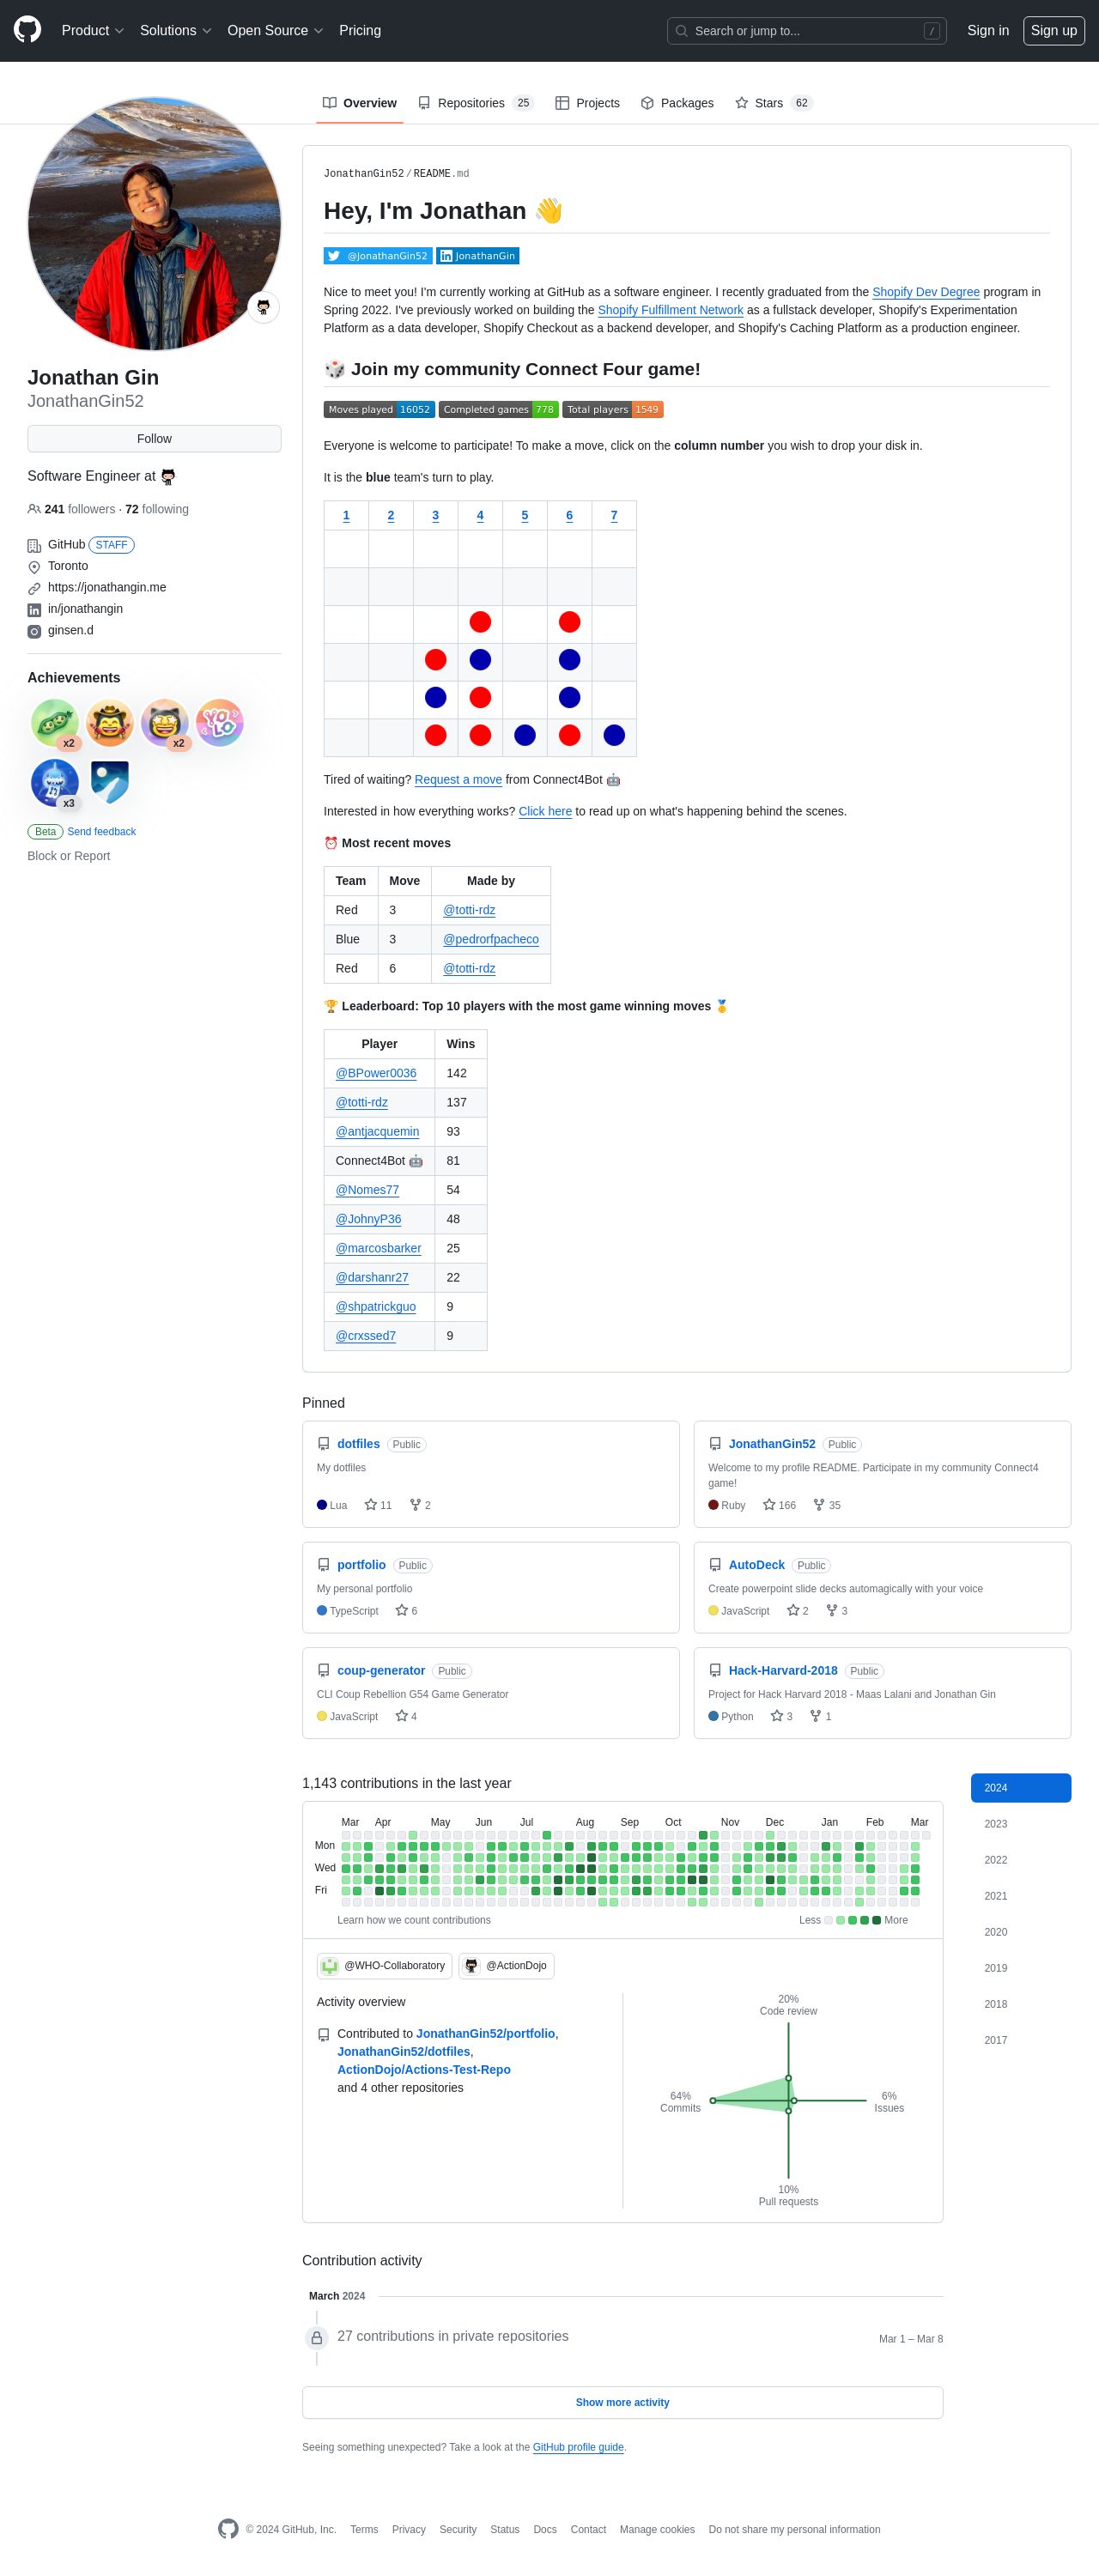 Product Solutions Open Source Pricing Search or jump to... / Sign in Sign up
Overview Repositories 25 Projects Packages Stars 62
Jonathan Gin
JonathanGin52
Follow
Software Engineer at
241 followers · 72 following
GitHub STAFF
Toronto
https://jonathangin.me
in/jonathangin
ginsen.d
Achievements
x2 x2 YOLO
x3
Beta Send feedback
Block or Report
JonathanGin52/README.md
Hey, I'm Jonathan 👋
@JonathanGin52 JonathanGin
Nice to meet you! I'm currently working at GitHub as a software engineer. I recently graduated from the Shopify Dev Degree program in
Spring 2022. I've previously worked on building the Shopify Fulfillment Network as a fullstack developer, Shopify's Experimentation
Platform as a data developer, Shopify Checkout as a backend developer, and Shopify's Caching Platform as a production engineer.
🎲 Join my community Connect Four game!
Moves played 16052 Completed games 778 Total players 1549
Everyone is welcome to participate! To make a move, click on the column number you wish to drop your disk in.
It is the blue team's turn to play.
1 2 3 4 5 6 7
Tired of waiting? Request a move from Connect4Bot 🤖
Interested in how everything works? Click here to read up on what's happening behind the scenes.
⏰ Most recent moves
Team Move Made by
Red 3 @totti-rdz
Blue 3 @pedrorfpacheco
Red 6 @totti-rdz
🏆 Leaderboard: Top 10 players with the most game winning moves 🥇
Player Wins
@BPower0036 142
@totti-rdz 137
@antjacquemin 93
Connect4Bot 🤖 81
@Nomes77 54
@JohnyP36 48
@marcosbarker 25
@darshanr27 22
@shpatrickguo 9
@crxssed7 9
Pinned
dotfiles Public
My dotfiles
Lua 11 2
JonathanGin52 Public
Welcome to my profile README. Participate in my community Connect4
game!
Ruby 166 35
portfolio Public
My personal portfolio
TypeScript 6
AutoDeck Public
Create powerpoint slide decks automagically with your voice
JavaScript 2 3
coup-generator Public
CLI Coup Rebellion G54 Game Generator
JavaScript 4
Hack-Harvard-2018 Public
Project for Hack Harvard 2018 - Maas Lalani and Jonathan Gin
Python 3 1
1,143 contributions in the last year
Mar Apr May Jun Jul Aug Sep Oct Nov Dec Jan Feb Mar
Mon
Wed
Fri
Learn how we count contributions Less More
2024
2023
2022
2021
2020
2019
2018
2017
@WHO-Collaboratory @ActionDojo
Activity overview
Contributed to JonathanGin52/portfolio,
JonathanGin52/dotfiles,
ActionDojo/Actions-Test-Repo
and 4 other repositories
20%
Code review
64%
Commits
6%
Issues
10%
Pull requests
Contribution activity
March 2024
27 contributions in private repositories Mar 1 – Mar 8
Show more activity
Seeing something unexpected? Take a look at the GitHub profile guide.
© 2024 GitHub, Inc. Terms Privacy Security Status Docs Contact Manage cookies Do not share my personal information